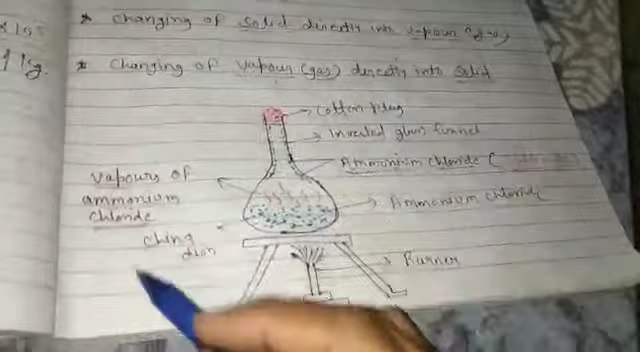 * Changing of solid directly into vapour (gas)
* Changing of vapour (gas) directly into solid
Cotton plug
Inverted glass funnel
Ammonium chloride (
Vapours of
ammonium
chloride
Ammonium chloride
China
dish
Burner
kg.